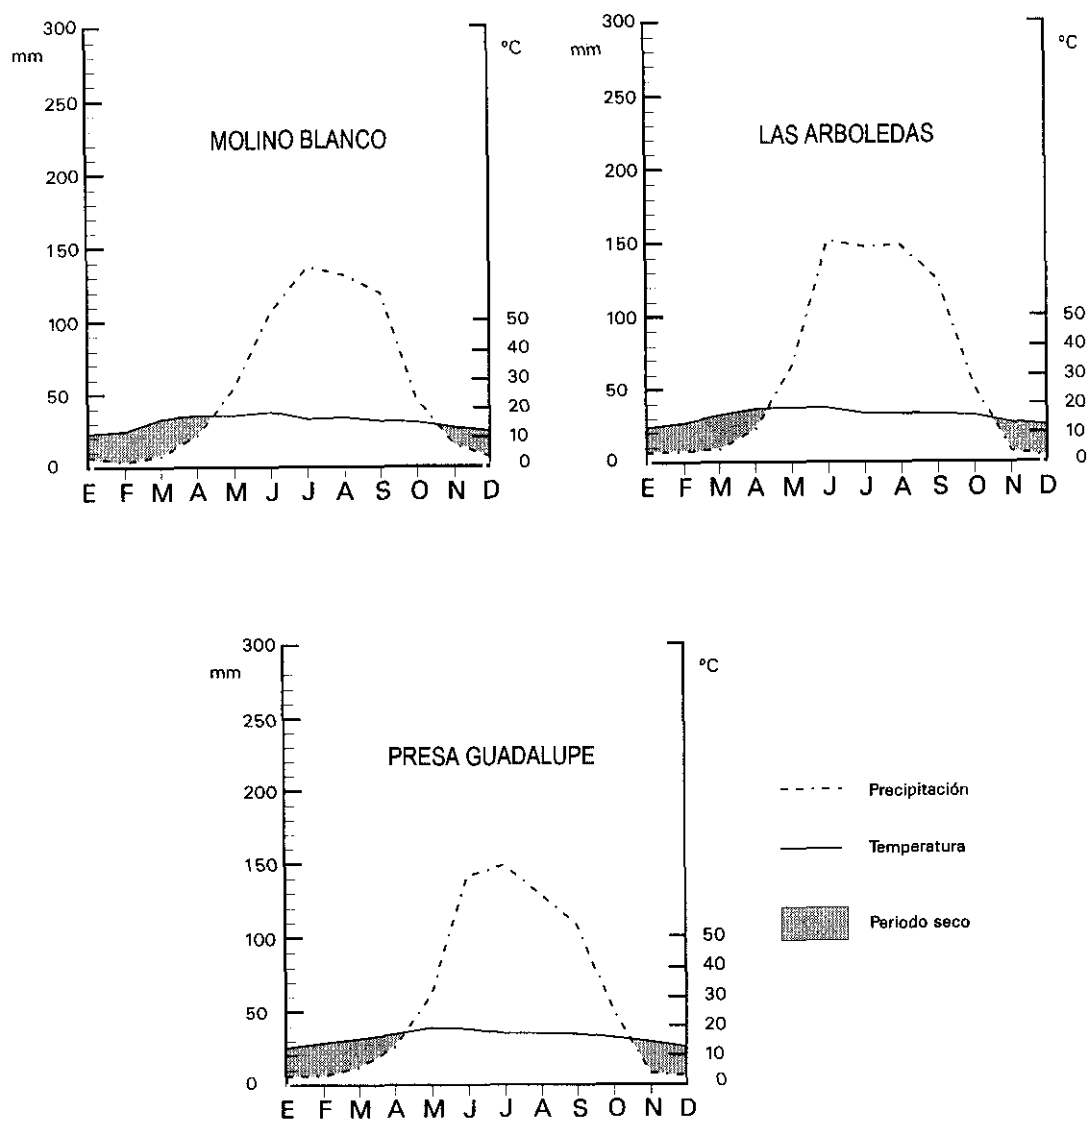 MOLINO BLANCO
mm
°C
300
250
200
150
100
50
0
50
40
30
20
10
0
E F M A M J J A S O N D
LAS ARBOLEDAS
mm
°C
300
250
200
150
100
50
0
50
40
30
20
10
0
E F M A M J J A S O N D
PRESA GUADALUPE
mm
°C
300
250
200
150
100
50
0
50
40
30
20
10
0
E F M A M J J A S O N D
Precipitación
Temperatura
Periodo seco